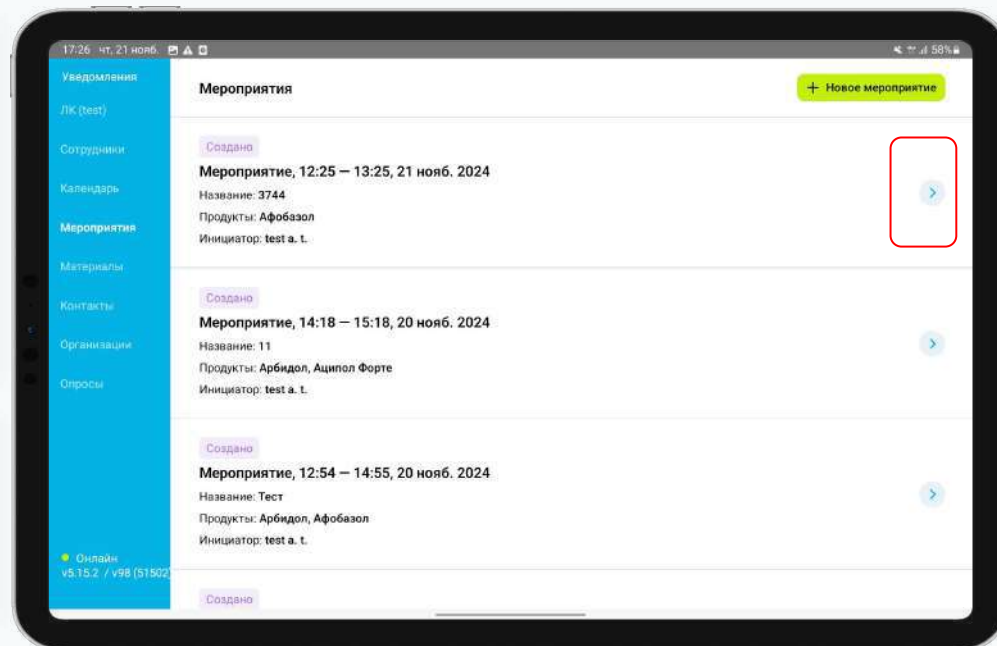 17:26 чт, 21 нояб.
58%
Уведомления
ЛК (test)
Сотрудники
Календарь
Мероприятия
Материалы
Контакты
Организации
Опросы
Онлайн
v5.15.2 / v98 (51502)
Мероприятия
+ Новое мероприятие
Создано
Мероприятие, 12:25 — 13:25, 21 нояб. 2024
Название: 3744
Продукты: Афобазол
Инициатор: test a. t.
Создано
Мероприятие, 14:18 — 15:18, 20 нояб. 2024
Название: 11
Продукты: Арбидол, Аципол Форте
Инициатор: test a. t.
Создано
Мероприятие, 12:54 — 14:55, 20 нояб. 2024
Название: Тест
Продукты: Арбидол, Афобазол
Инициатор: test a. t.
Создано